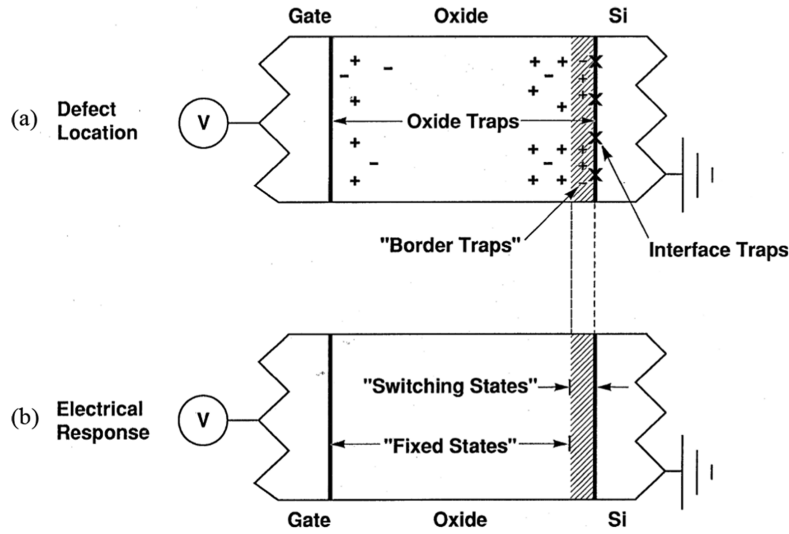 Gate Oxide Si
(a) Defect Location
V
Oxide Traps
"Border Traps"
Interface Traps
"Switching States"
(b) Electrical Response
V
"Fixed States"
Gate Oxide Si